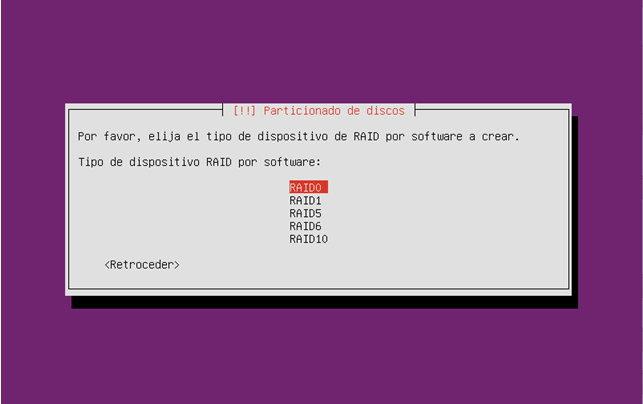 [!!] Particionado de discos
Por favor, elija el tipo de dispositivo de RAID por software a crear.
Tipo de dispositivo RAID por software:
RAID0
RAID1
RAID5
RAID6
RAID10
<Retroceder>